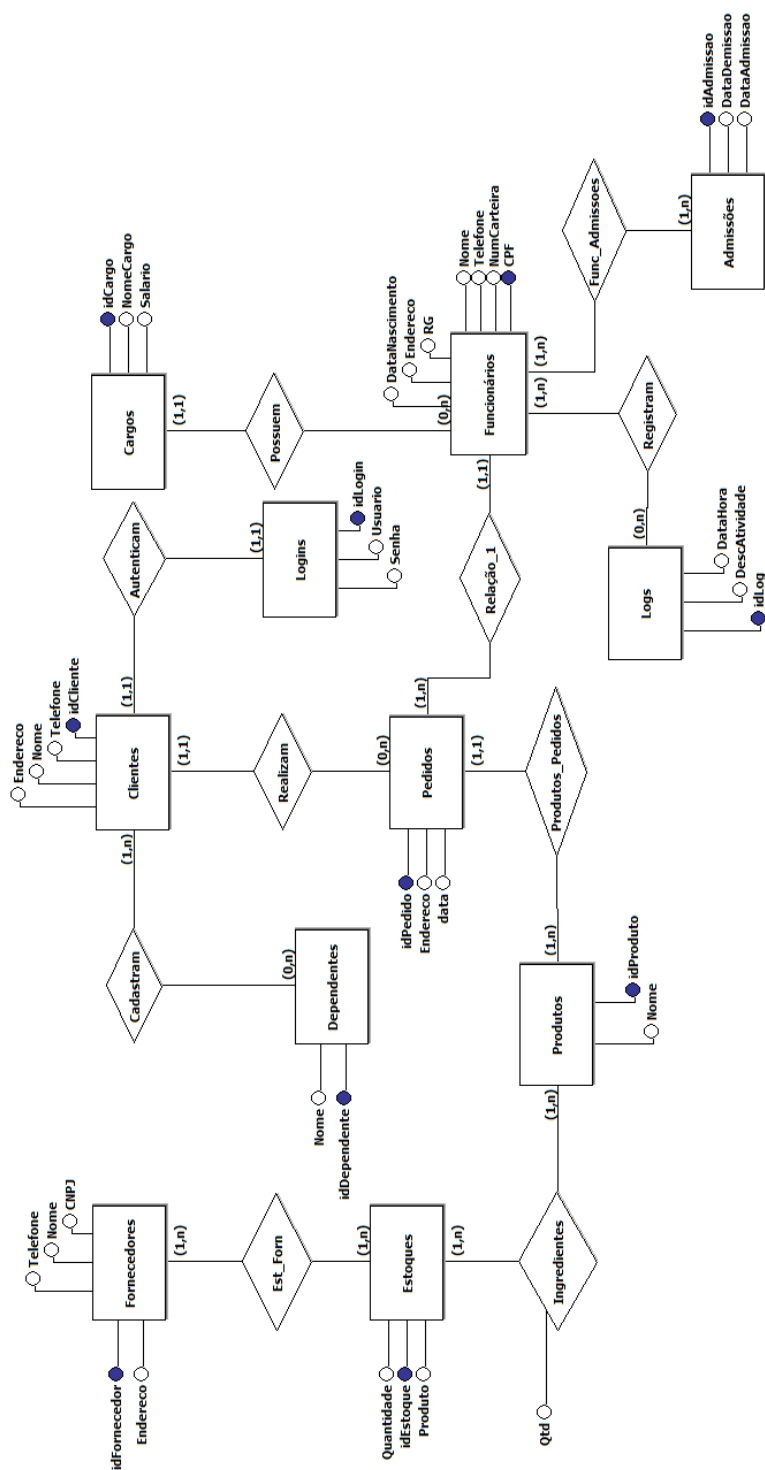 Telefone
Nome
CNPJ
Fornecedores
idFornecedor
Endereco
(1,n)
Est_Forn
(1,n)
Quantidade
idEstoque
Produto
Estoques
(1,n)
Ingredientes
Qtd
(1,n)
Produtos
idProduto
Nome
(1,n)
Produtos_Pedidos
(1,1)
Pedidos
idPedido
Endereco
data
(0,n)
Realizam
(1,1)
Clientes
Endereco
Nome
Telefone
idCliente
(1,n)
Cadastram
(0,n)
Dependentes
Nome
idDependente
(1,1)
Autenticam
(1,1)
Logins
idLogin
Usuario
Senha
(1,n)
Relação_1
(1,1)
Funcionários
DataNascimento
Endereco
RG
Nome
Telefone
NumCarteira
CPF
(0,n)
Possuem
(1,1)
Cargos
idCargo
NomeCargo
Salario
(1,n)
Registram
(0,n)
Logs
DataHora
DescAtividade
idLog
(1,n)
Func_Admissoes
(1,n)
Admissões
idAdmissao
DataDemissao
DataAdmissao